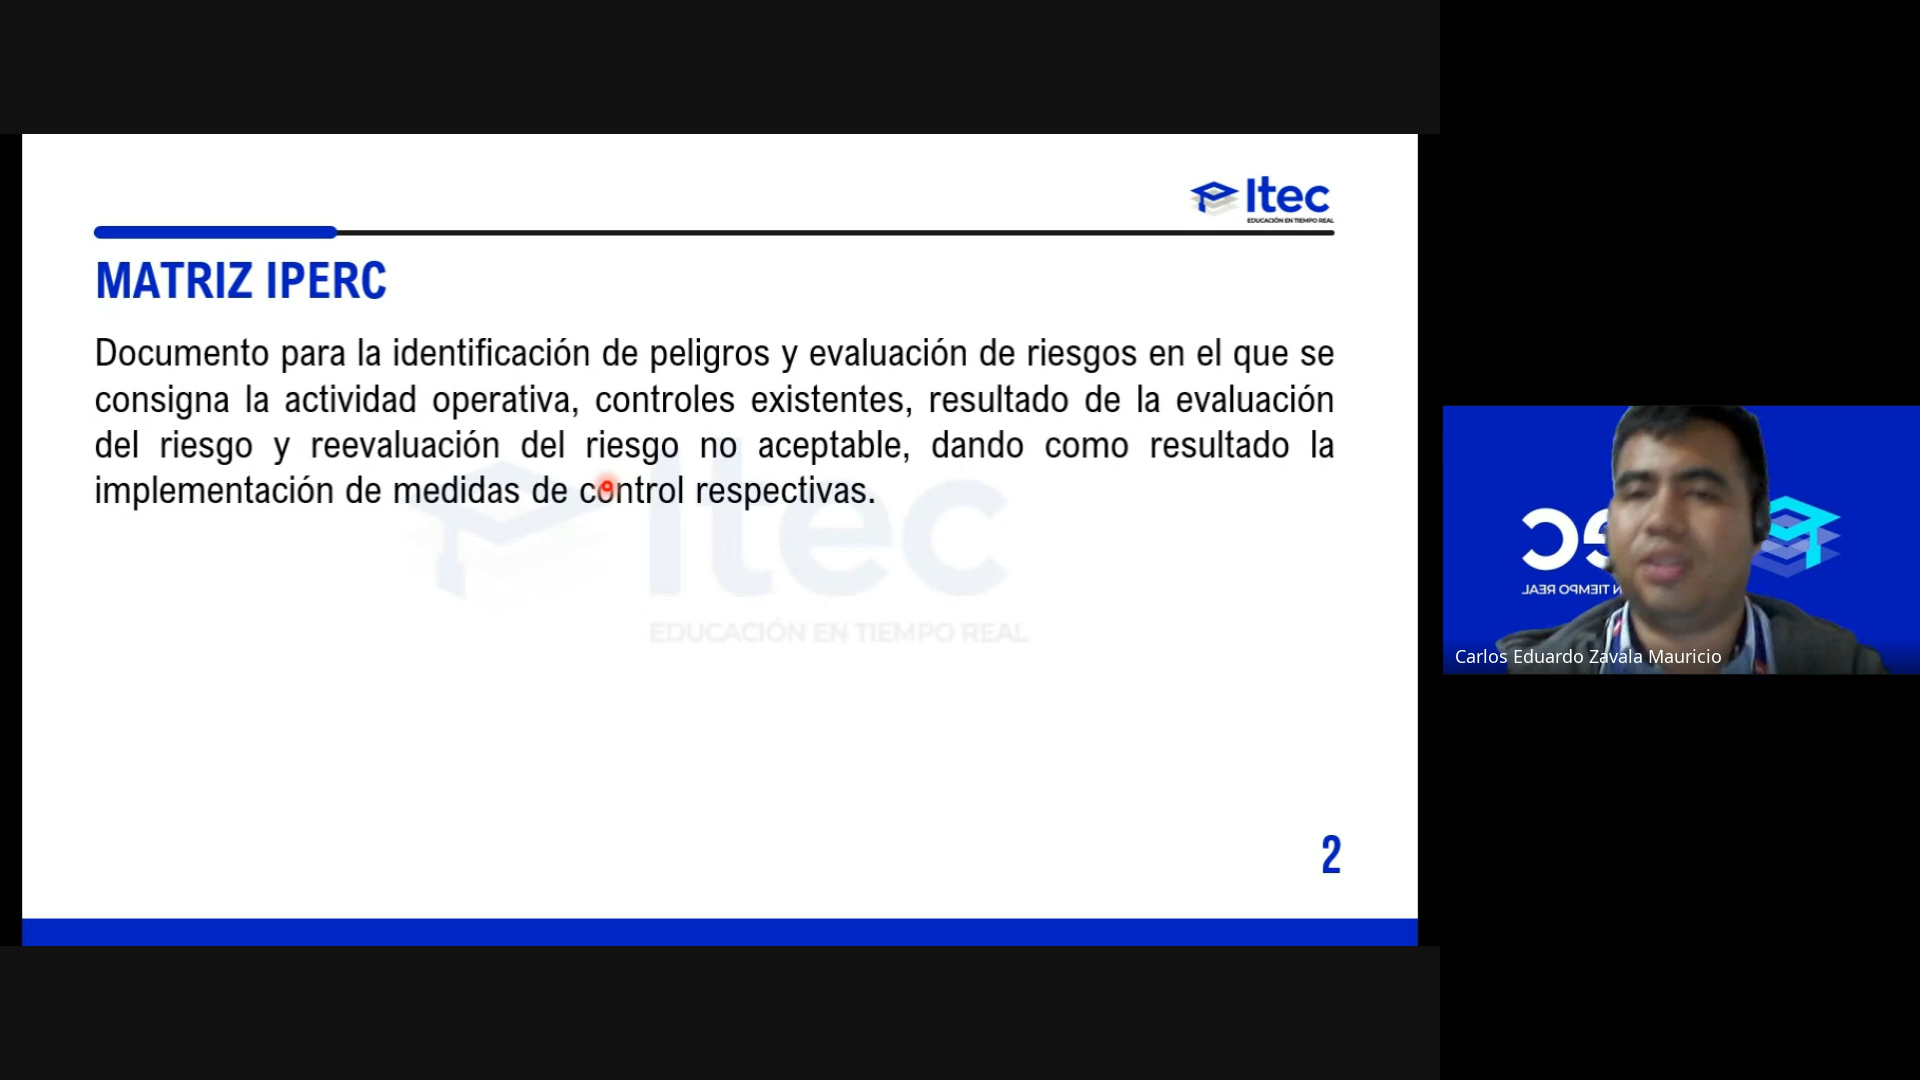 Itec
EDUCACIÓN EN TIEMPO REAL
MATRIZ IPERC
Documento para la identificación de peligros y evaluación de riesgos en el que se
consigna la actividad operativa, controles existentes, resultado de la evaluación
del riesgo y reevaluación del riesgo no aceptable, dando como resultado la
implementación de medidas de control respectivas.
Itec
EDUCACIÓN EN TIEMPO REAL
2
ec
N TIEMPO REAL
Carlos Eduardo Zavala Mauricio